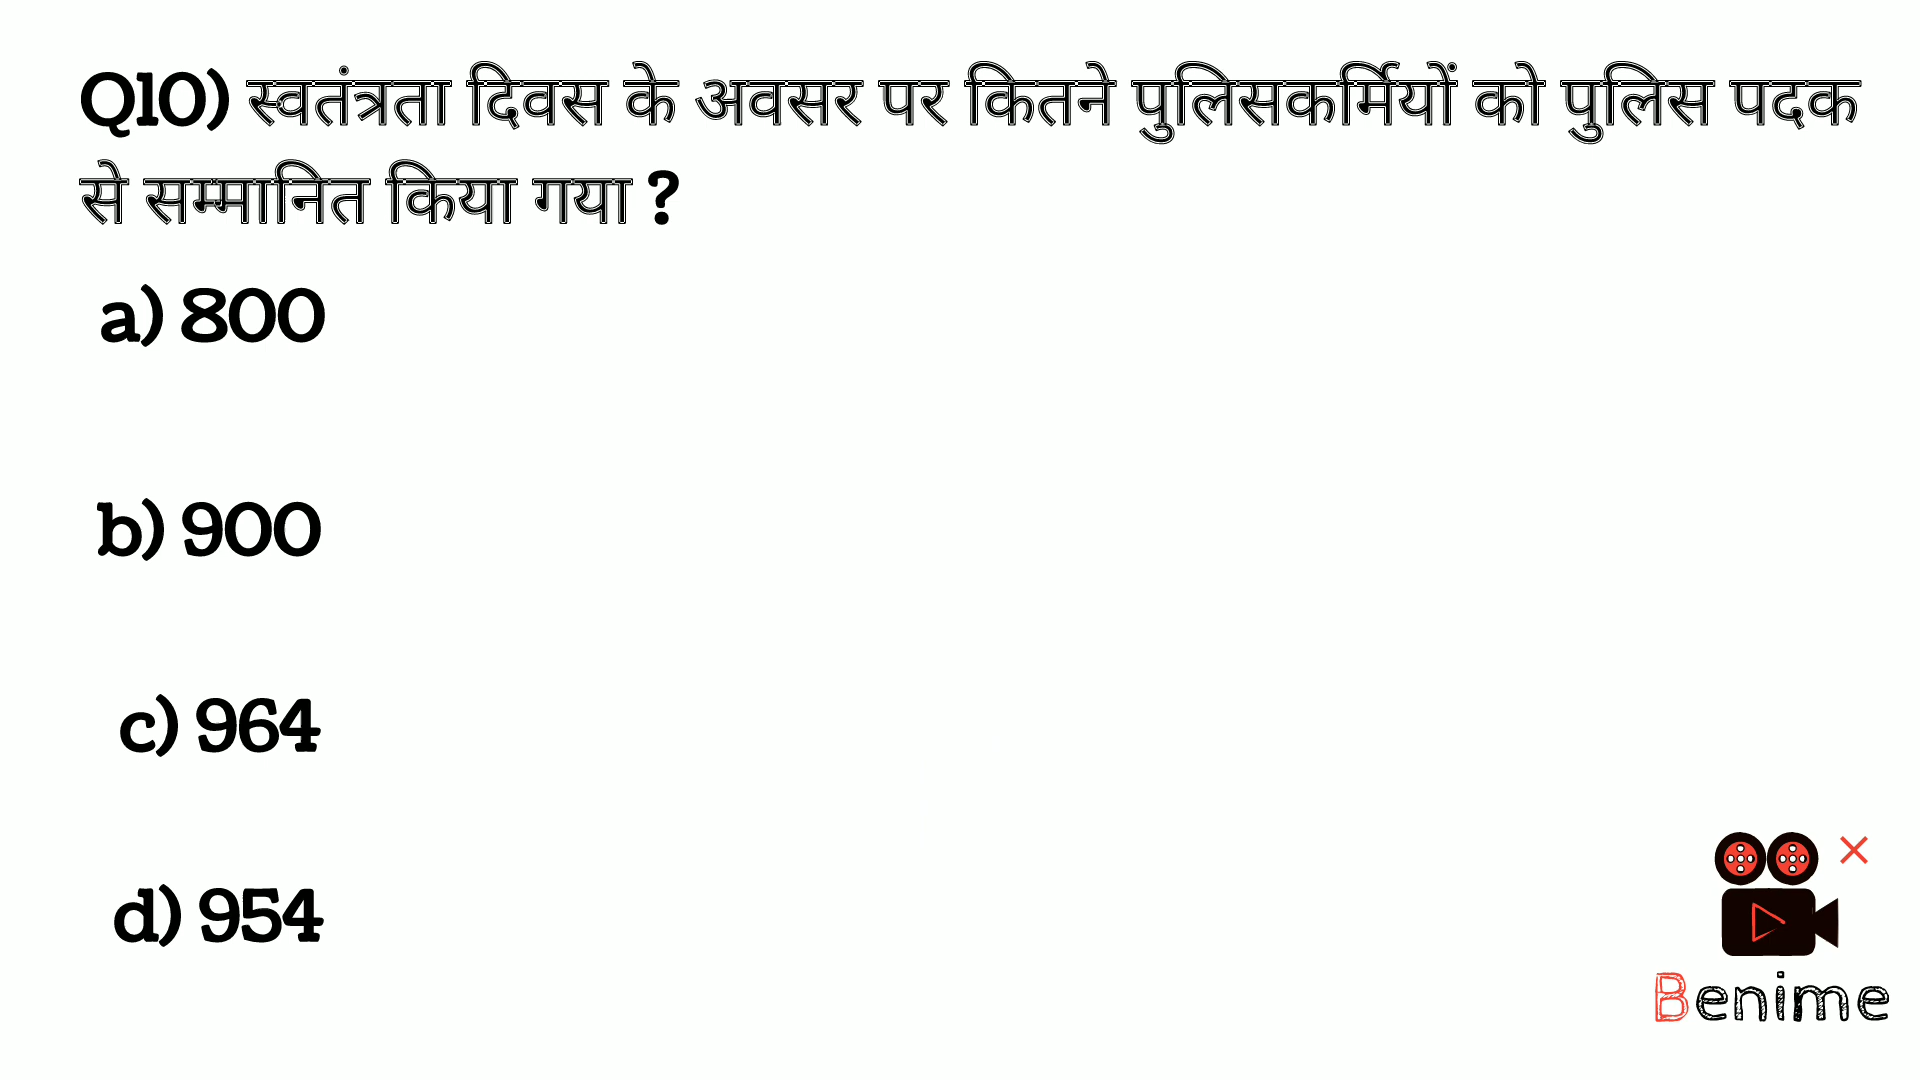 Q10) स्वतंत्रता दिवस के अवसर पर कितने पुलिसकर्मियों को पुलिस पदक
से सम्मानित किया गया ?
a) 800
b) 900
c) 964
d) 954
Benime